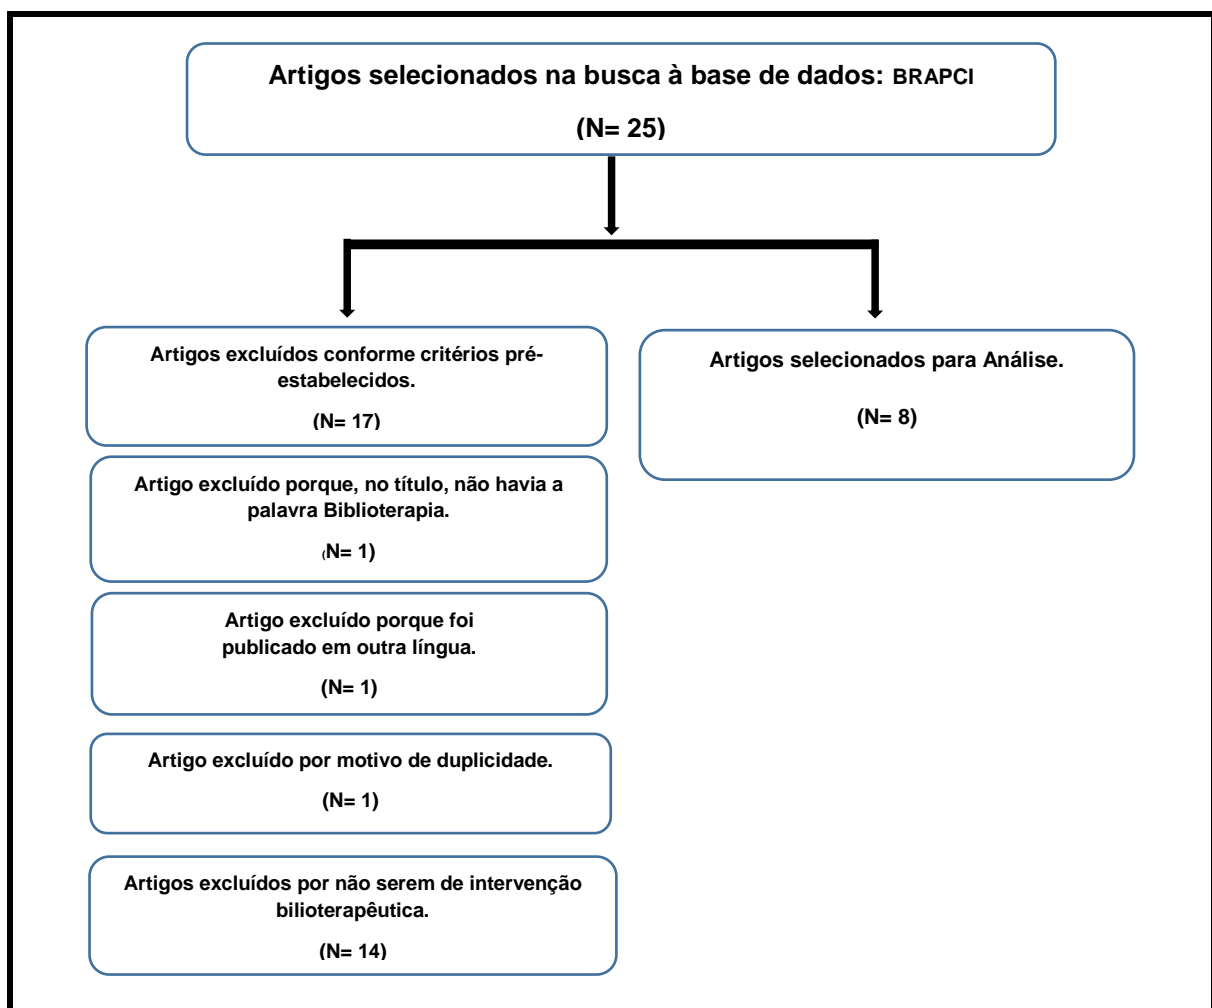 Artigos selecionados na busca à base de dados: BRAPCI
(N= 25)
Artigos excluídos conforme critérios pré-
estabelecidos.
(N= 17)
Artigos selecionados para Análise.
(N= 8)
Artigo excluído porque, no título, não havia a
palavra Biblioterapia.
(N= 1)
Artigo excluído porque foi
publicado em outra língua.
(N= 1)
Artigo excluído por motivo de duplicidade.
(N= 1)
Artigos excluídos por não serem de intervenção
bilioterapêutica.
(N= 14)